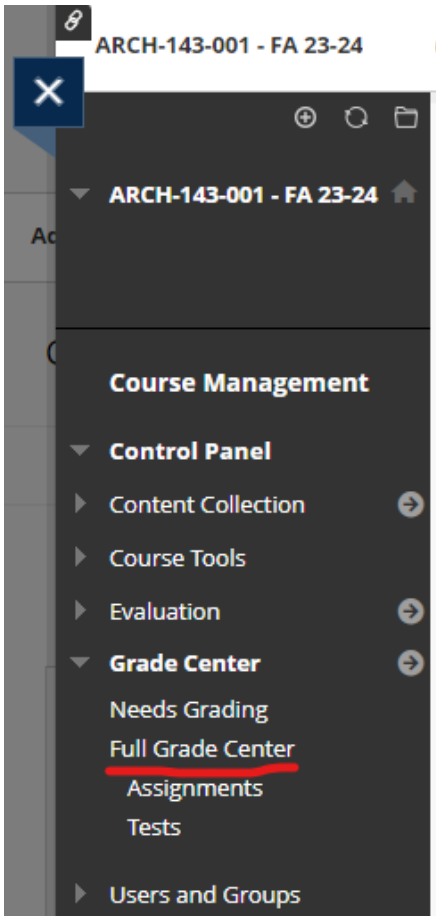 ARCH-143-001 - FA 23-24
ARCH-143-001 - FA 23-24
Course Management
Control Panel
Content Collection
Course Tools
Evaluation
Grade Center
Needs Grading
Full Grade Center
Assignments
Tests
Users and Groups